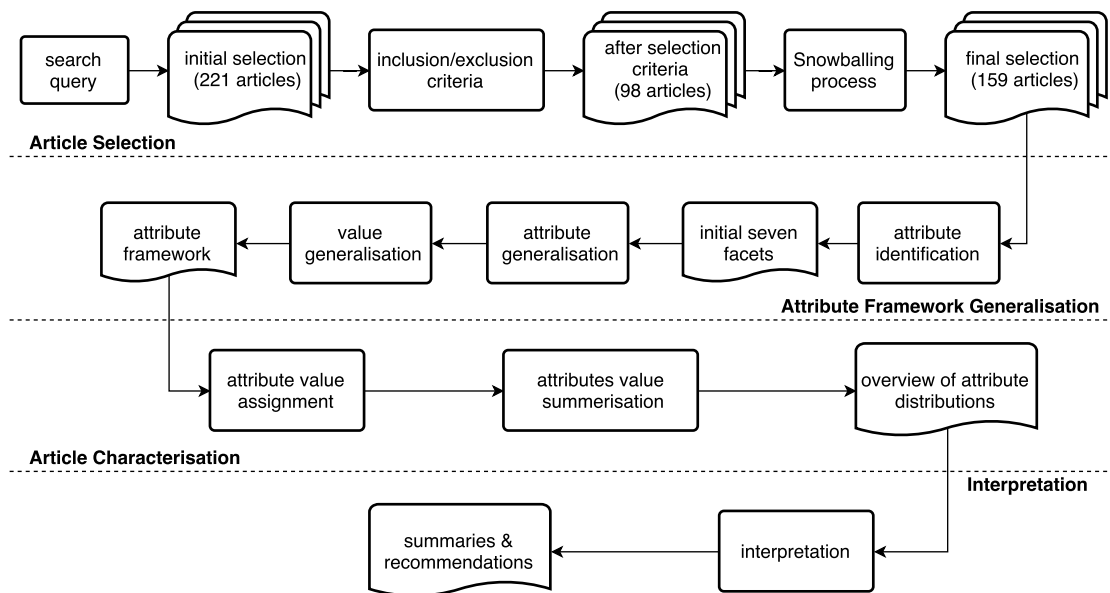 search
query
initial selection
(221 articles)
inclusion/exclusion
criteria
after selection
criteria
(98 articles)
Snowballing
process
final selection
(159 articles)
Article Selection
attribute
framework
value
generalisation
attribute
generalisation
initial seven
facets
attribute
identification
Attribute Framework Generalisation
attribute value
assignment
attributes value
summerisation
overview of attribute
distributions
Article Characterisation
Interpretation
summaries &
recommendations
interpretation